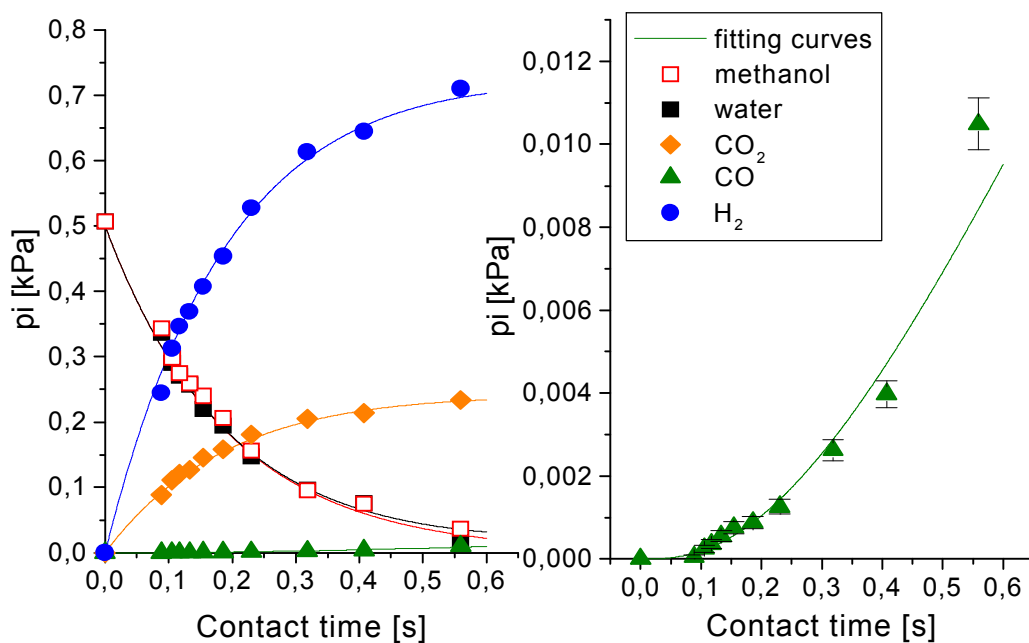 0,8
0,7
0,6
0,5
0,4
0,3
0,2
0,1
0,0
pi [kPa]
0,0 0,1 0,2 0,3 0,4 0,5 0,6
Contact time [s]
fitting curves
methanol
water
CO₂
CO
H₂
0,012
0,010
0,008
0,006
0,004
0,002
0,000
pi [kPa]
0,0 0,1 0,2 0,3 0,4 0,5 0,6
Contact time [s]